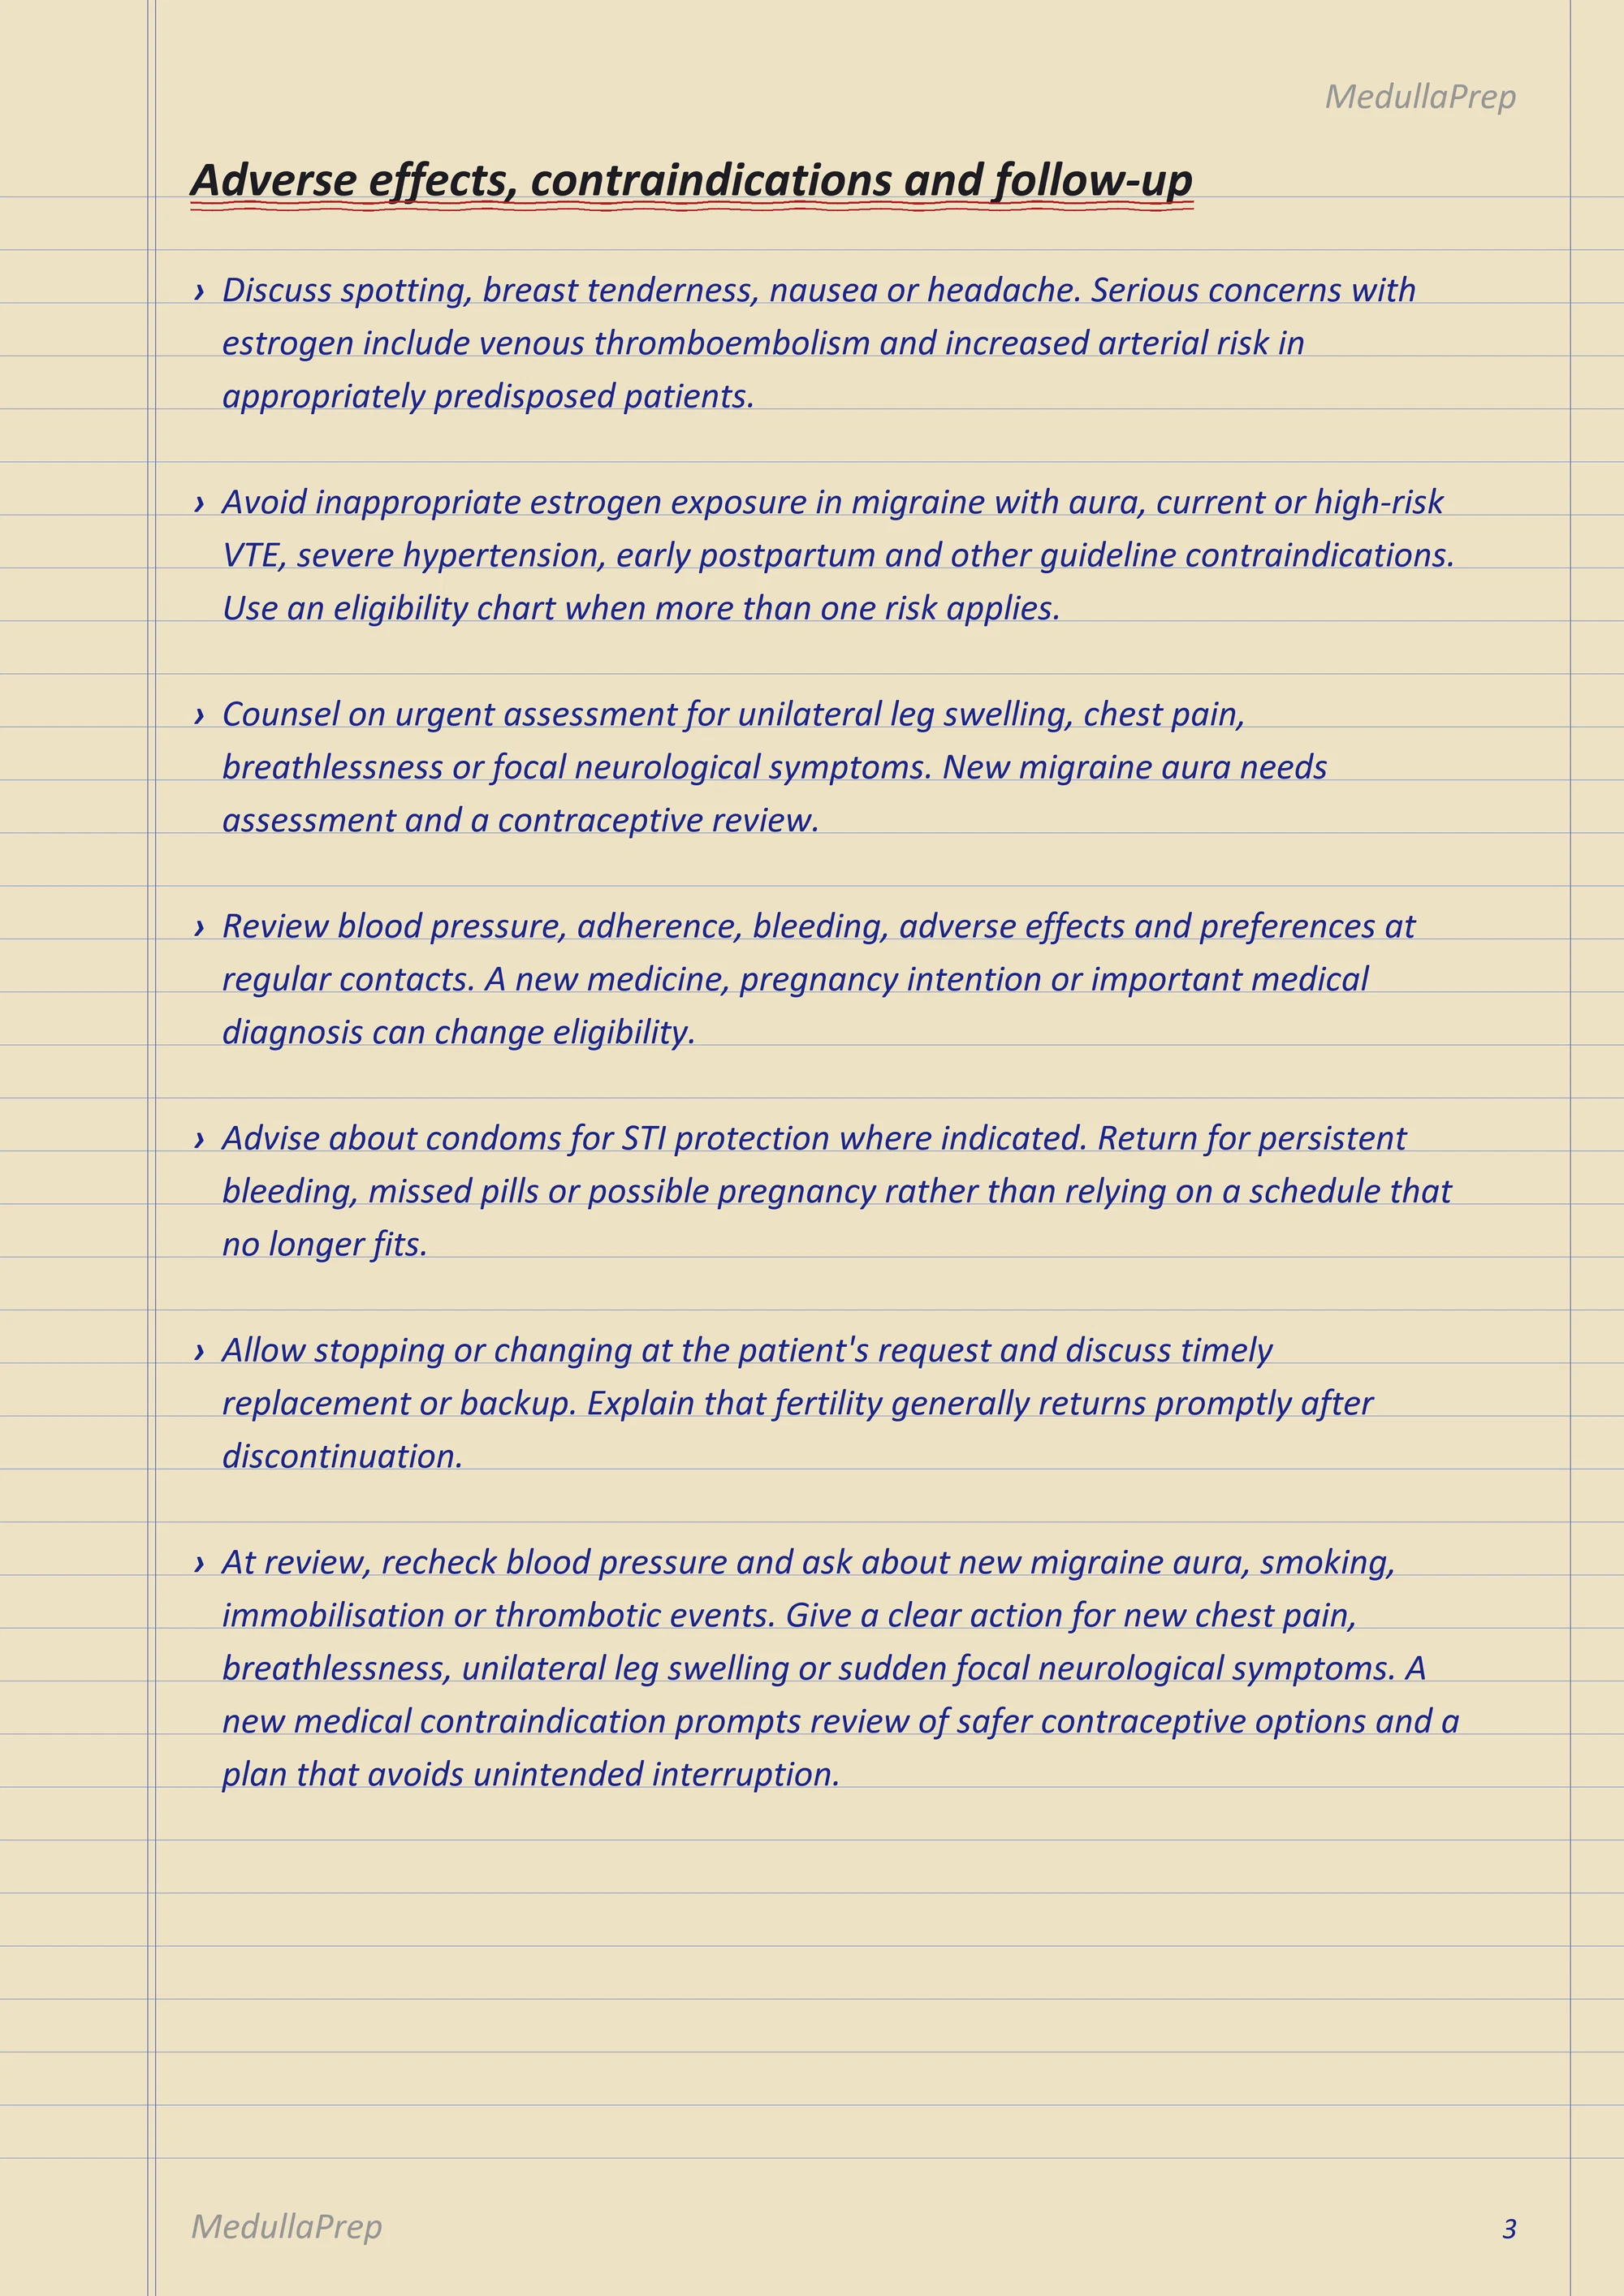 MedullaPrep
Adverse effects, contraindications and follow-up
› Discuss spotting, breast tenderness, nausea or headache. Serious concerns with
estrogen include venous thromboembolism and increased arterial risk in
appropriately predisposed patients.
› Avoid inappropriate estrogen exposure in migraine with aura, current or high-risk
VTE, severe hypertension, early postpartum and other guideline contraindications.
Use an eligibility chart when more than one risk applies.
› Counsel on urgent assessment for unilateral leg swelling, chest pain,
breathlessness or focal neurological symptoms. New migraine aura needs
assessment and a contraceptive review.
› Review blood pressure, adherence, bleeding, adverse effects and preferences at
regular contacts. A new medicine, pregnancy intention or important medical
diagnosis can change eligibility.
› Advise about condoms for STI protection where indicated. Return for persistent
bleeding, missed pills or possible pregnancy rather than relying on a schedule that
no longer fits.
› Allow stopping or changing at the patient's request and discuss timely
replacement or backup. Explain that fertility generally returns promptly after
discontinuation.
› At review, recheck blood pressure and ask about new migraine aura, smoking,
immobilisation or thrombotic events. Give a clear action for new chest pain,
breathlessness, unilateral leg swelling or sudden focal neurological symptoms. A
new medical contraindication prompts review of safer contraceptive options and a
plan that avoids unintended interruption.
MedullaPrep
3